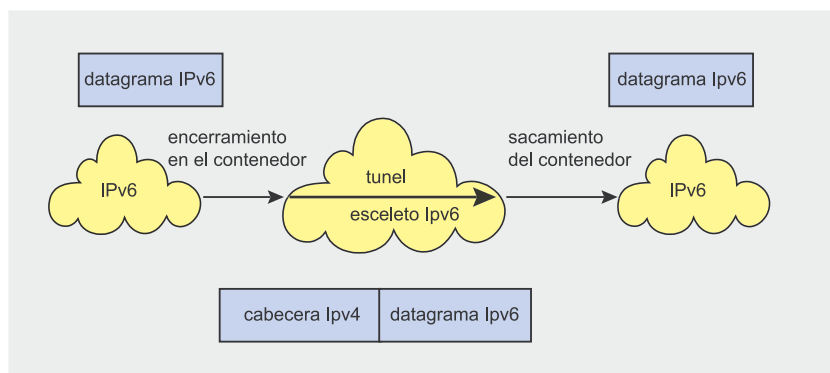 datagrama IPv6
datagrama Ipv6
encerramiento
en el contenedor
sacamiento
del contenedor
IPv6
tunel
esceleto Ipv6
IPv6
cabecera Ipv4
datagrama Ipv6